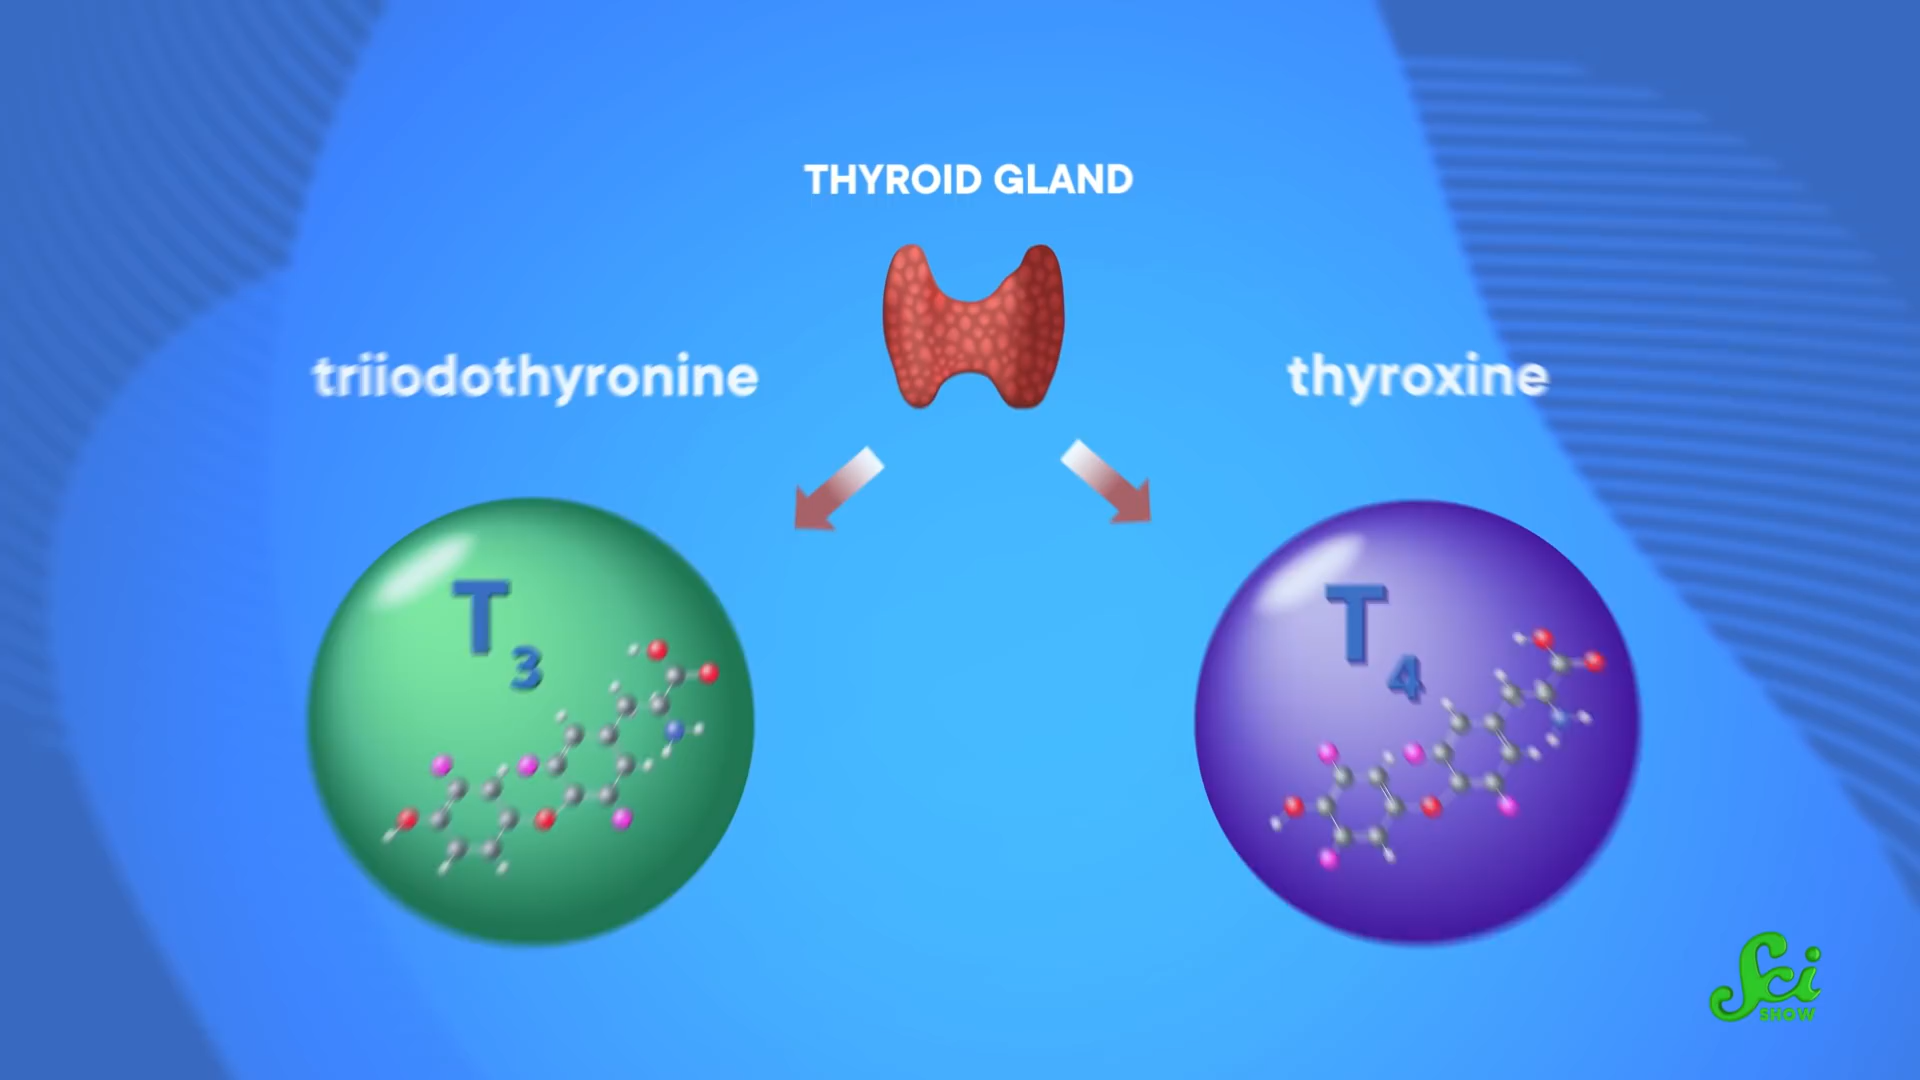 THYROID GLAND
triiodothyronine
thyroxine
T3
T4
Sci
SHOW